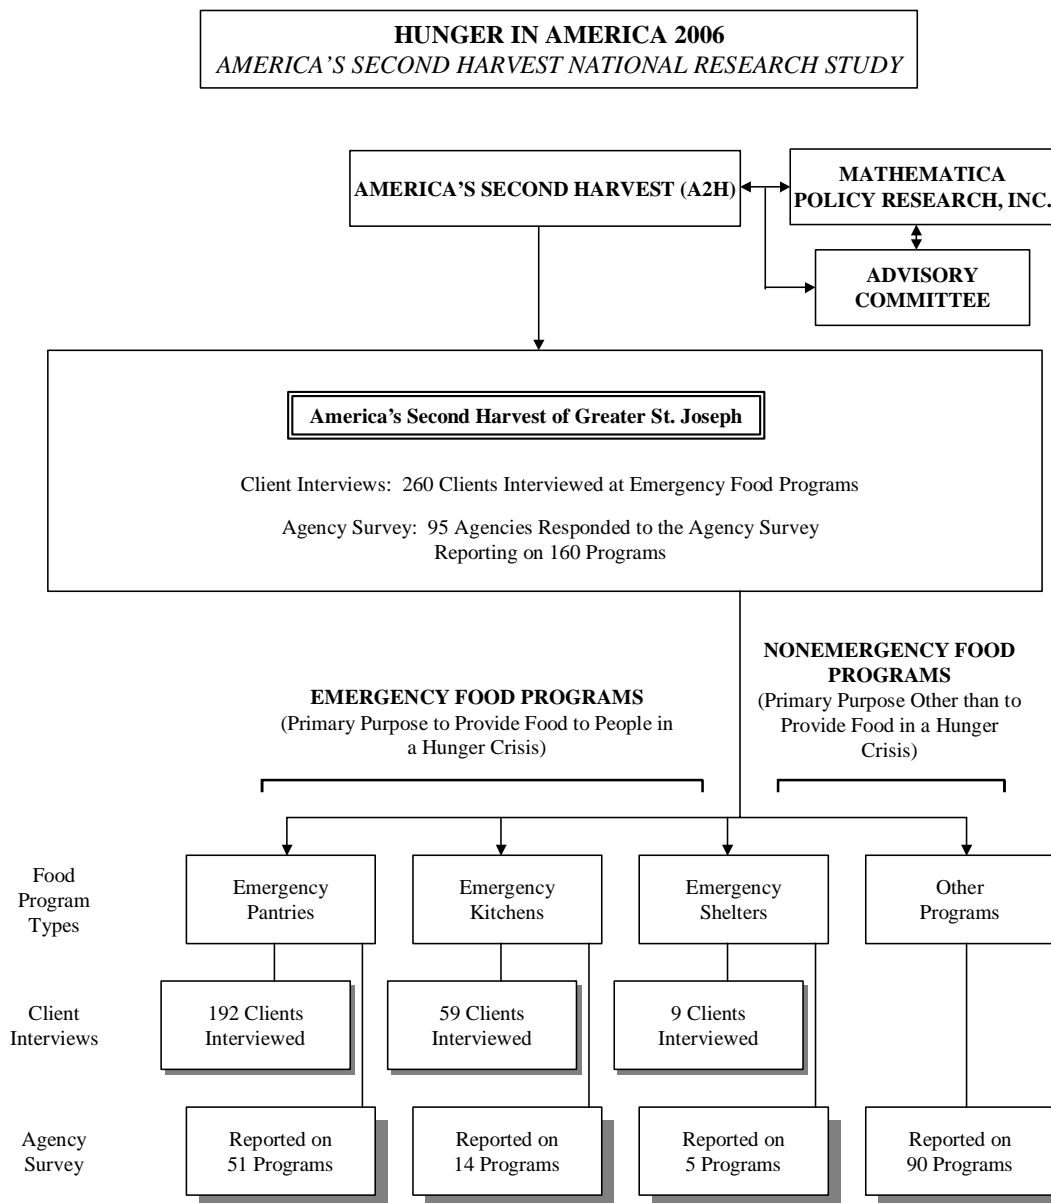 HUNGER IN AMERICA 2006
AMERICA'S SECOND HARVEST NATIONAL RESEARCH STUDY
AMERICA'S SECOND HARVEST (A2H)
MATHEMATICA
POLICY RESEARCH, INC.
ADVISORY
COMMITTEE
America's Second Harvest of Greater St. Joseph
Client Interviews: 260 Clients Interviewed at Emergency Food Programs
Agency Survey: 95 Agencies Responded to the Agency Survey
Reporting on 160 Programs
EMERGENCY FOOD PROGRAMS
(Primary Purpose to Provide Food to People in
a Hunger Crisis)
NONEMERGENCY FOOD
PROGRAMS
(Primary Purpose Other than to
Provide Food in a Hunger
Crisis)
Food
Program
Types
Emergency
Pantries
Emergency
Kitchens
Emergency
Shelters
Other
Programs
Client
Interviews
192 Clients
Interviewed
59 Clients
Interviewed
9 Clients
Interviewed
Agency
Survey
Reported on
51 Programs
Reported on
14 Programs
Reported on
5 Programs
Reported on
90 Programs